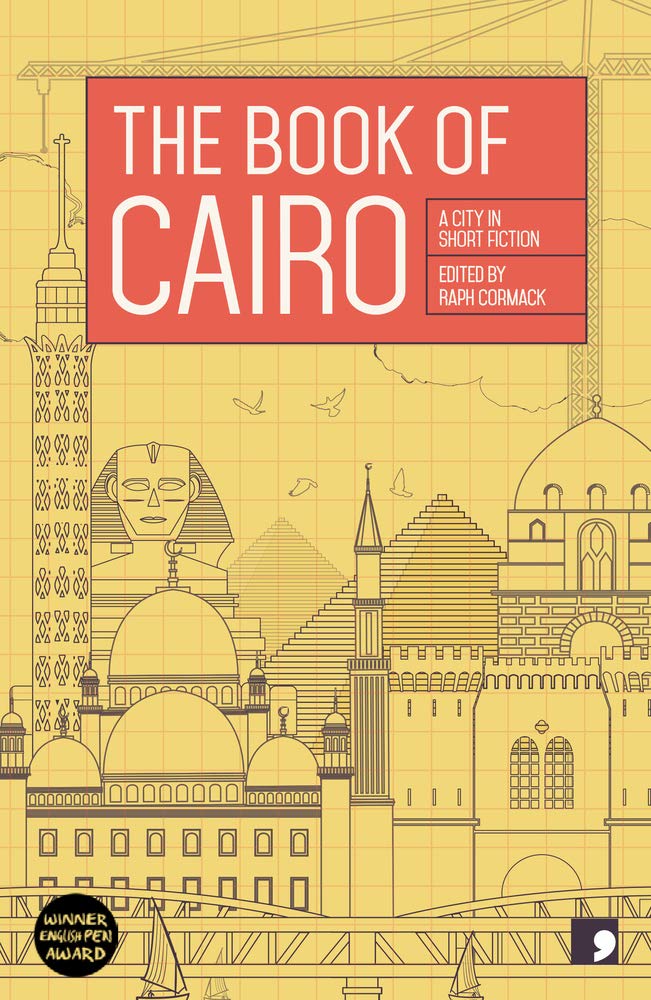 THE BOOK OF
CAIRO
A CITY IN
SHORT FICTION
EDITED BY
RAPH CORMACK
WINNER
ENGLISH PEN
AWARD